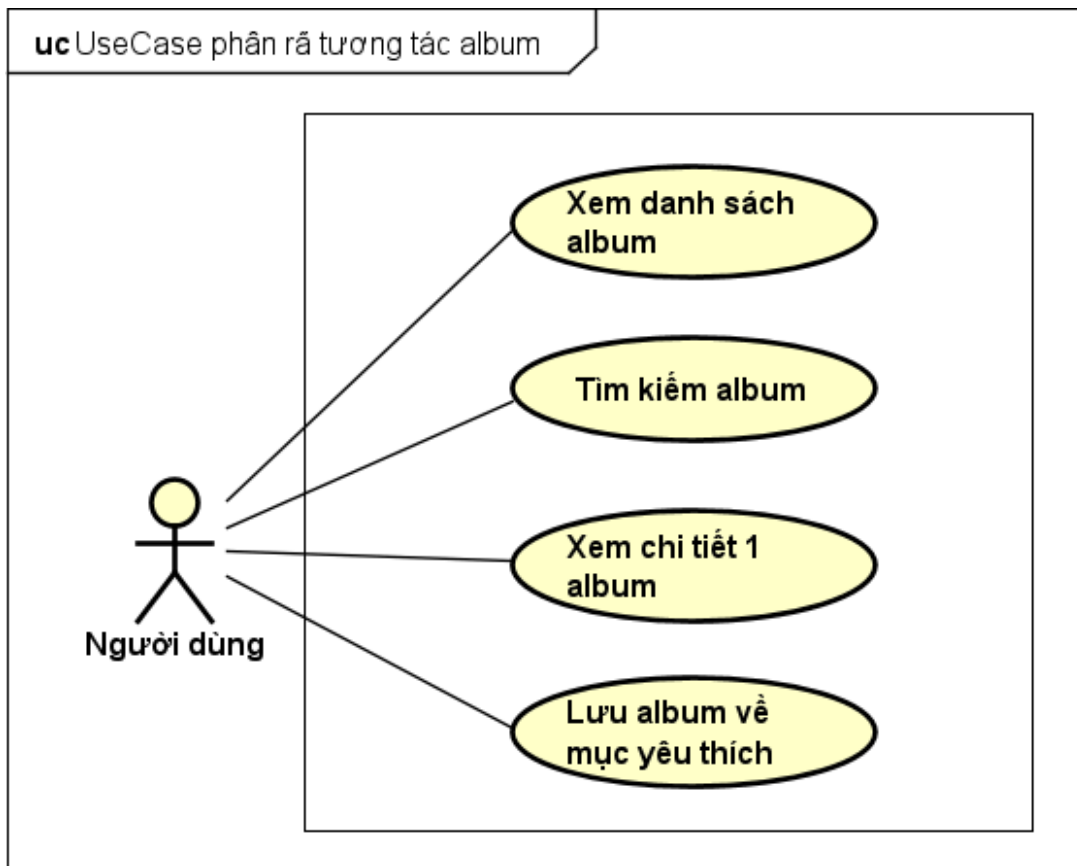 uc UseCase phân rã tương tác album
Xem danh sách
album
Tìm kiếm album
Xem chi tiết 1
album
Người dùng
Lưu album về
mục yêu thích